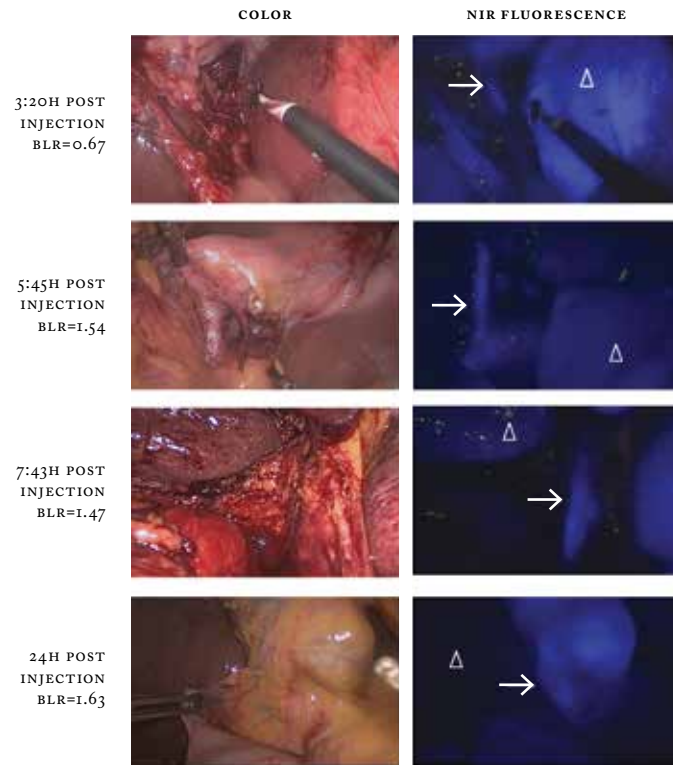 COLOR
NIR FLUORESCENCE
3:20H POST
INJECTION
BLR=0.67
5:45H POST
INJECTION
BLR=1.54
7:43H POST
INJECTION
BLR=1.47
24H POST
INJECTION
BLR=1.63